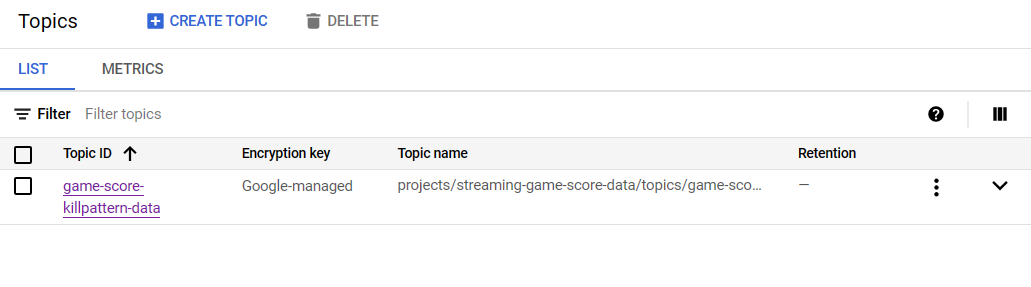 Topics
CREATE TOPIC
DELETE
LIST
METRICS
Filter Filter topics
Topic ID Encryption key Topic name Retention
game-score- Google-managed projects/streaming-game-score-data/topics/game-sco... –
killpattern-data